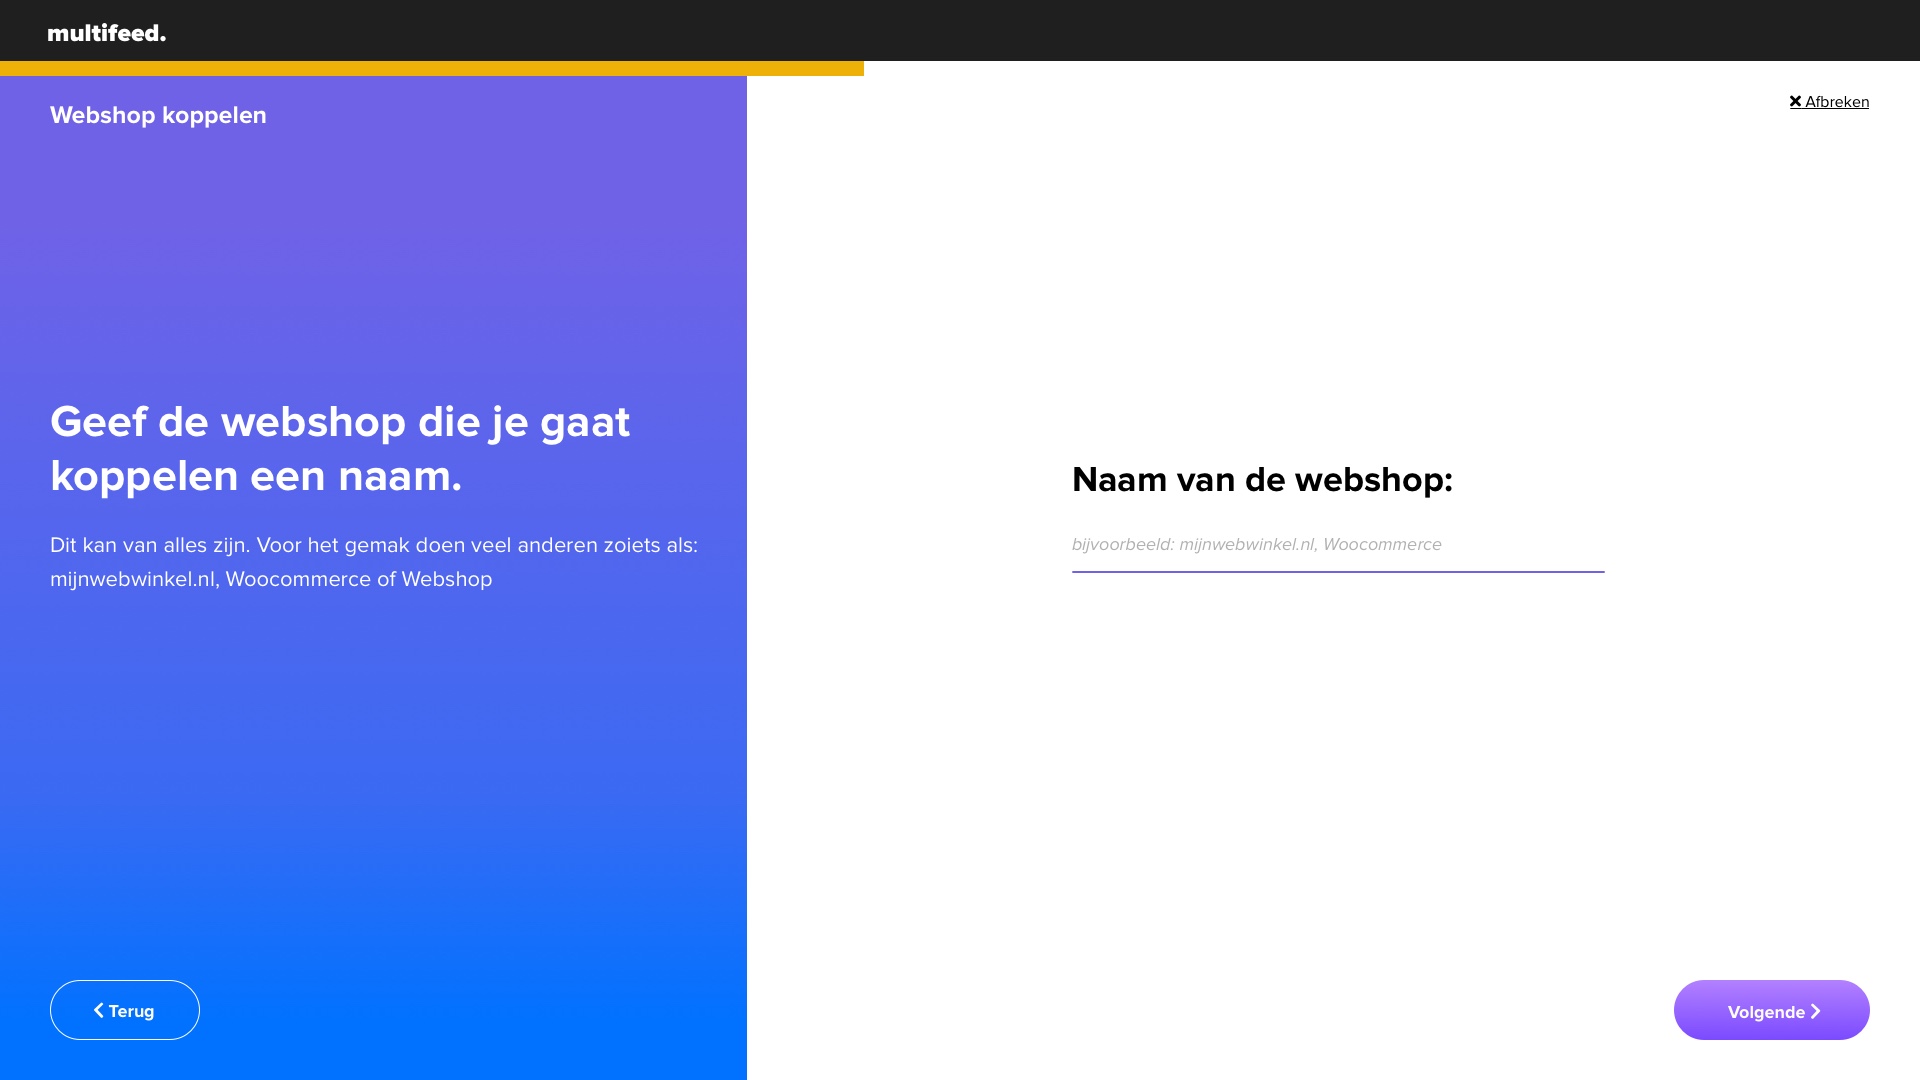 multifeed.
Webshop koppelen
Afbreken
Geef de webshop die je gaat
koppelen een naam.
Dit kan van alles zijn. Voor het gemak doen veel anderen zoiets als:
mijnwebwinkel.nl, Woocommerce of Webshop
Naam van de webshop:
bijvoorbeeld: mijnwebwinkel.nl, Woocommerce
Terug
Volgende